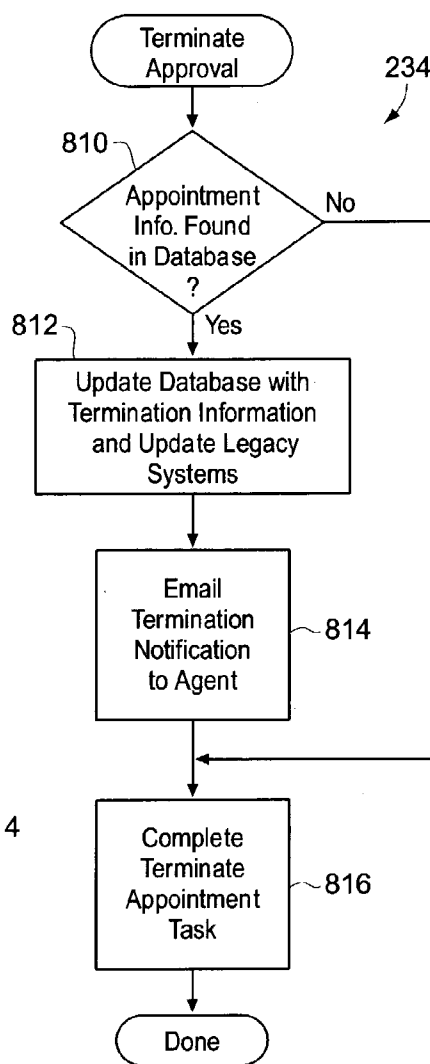 Terminate
Approval
234
810
Appointment
Info. Found
in Database
?
No
Yes
812
Update Database with
Termination Information
and Update Legacy
Systems
Email
Termination
Notification
to Agent
814
4
Complete
Terminate
Appointment
Task
816
Done